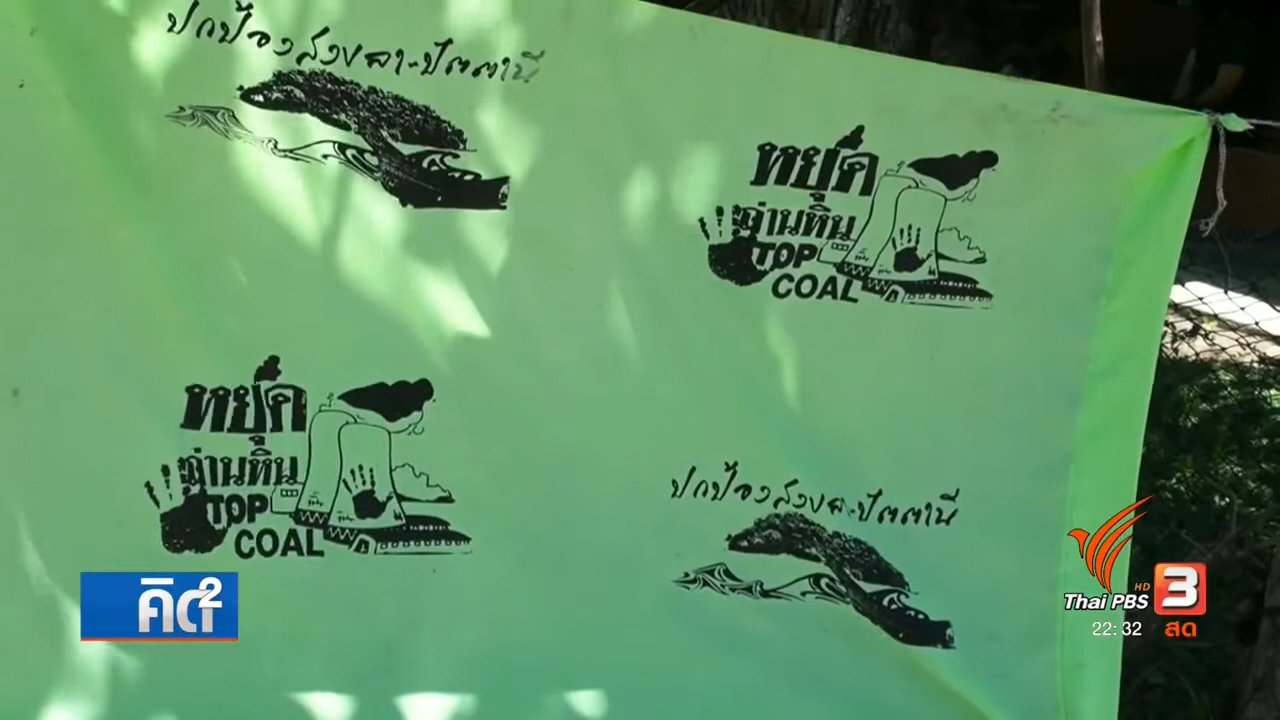 ปกป้องสงขลา-ปัตตานี
หยุด
ถ่านหิน
TOP
COAL
หยุด
ถ่านหิน
TOP
COAL
ปกป้องสงขลา-ปัตตานี
คิด2
Thai PBS HD 3
22:32 สด